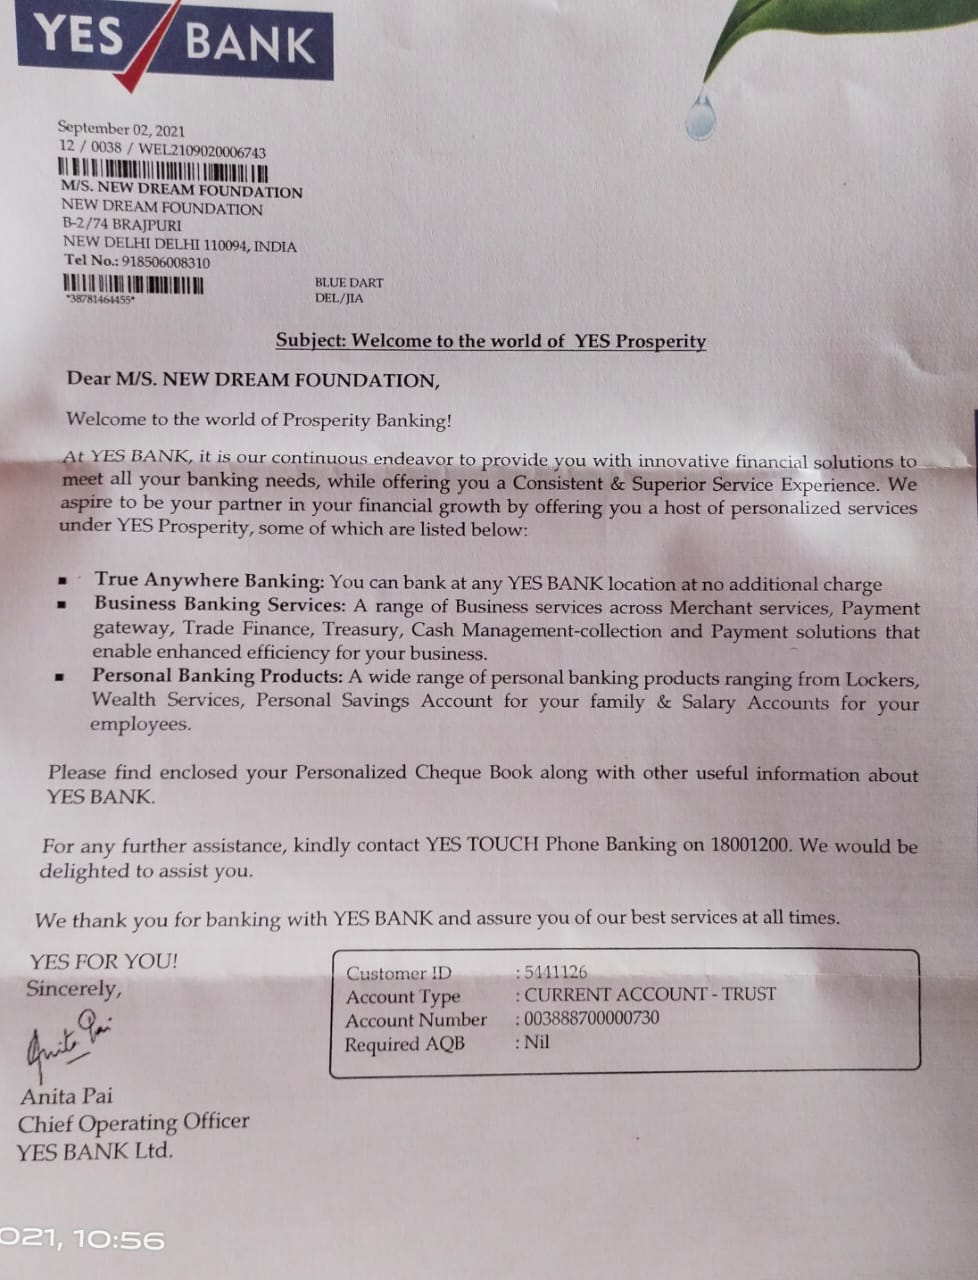 YES BANK
September 02, 2021
12 / 0038 / WEL2109020006743
M/S. NEW DREAM FOUNDATION
NEW DREAM FOUNDATION
B-2/74 BRAJPURI
NEW DELHI DELHI 110094, INDIA
Tel No.: 918506008310
*38781464455*
BLUE DART
DEL/JIA
Subject: Welcome to the world of YES Prosperity
Dear M/S. NEW DREAM FOUNDATION,
Welcome to the world of Prosperity Banking!
At YES BANK, it is our continuous endeavor to provide you with innovative financial solutions to
meet all your banking needs, while offering you a Consistent & Superior Service Experience. We
aspire to be your partner in your financial growth by offering you a host of personalized services
under YES Prosperity, some of which are listed below:
▪ True Anywhere Banking: You can bank at any YES BANK location at no additional charge
▪ Business Banking Services: A range of Business services across Merchant services, Payment
gateway, Trade Finance, Treasury, Cash Management-collection and Payment solutions that
enable enhanced efficiency for your business.
▪ Personal Banking Products: A wide range of personal banking products ranging from Lockers,
Wealth Services, Personal Savings Account for your family & Salary Accounts for your
employees.
Please find enclosed your Personalized Cheque Book along with other useful information about
YES BANK.
For any further assistance, kindly contact YES TOUCH Phone Banking on 18001200. We would be
delighted to assist you.
We thank you for banking with YES BANK and assure you of our best services at all times.
YES FOR YOU!
Sincerely,
Anita Pai
Anita Pai
Chief Operating Officer
YES BANK Ltd.
Customer ID : 5441126
Account Type : CURRENT ACCOUNT - TRUST
Account Number : 003888700000730
Required AQB : Nil
021, 10:56